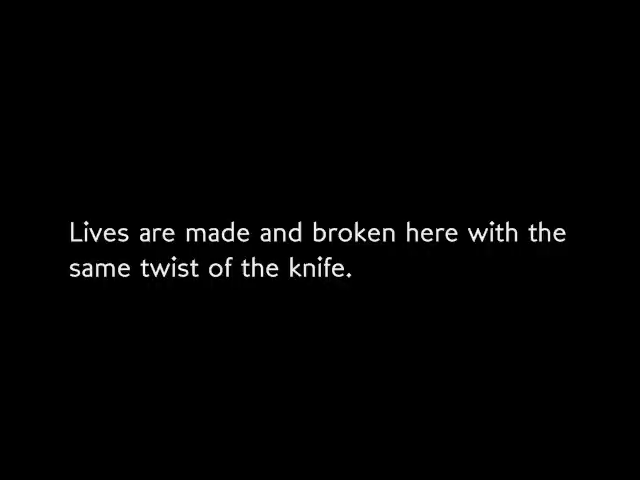 Lives are made and broken here with the
same twist of the knife.